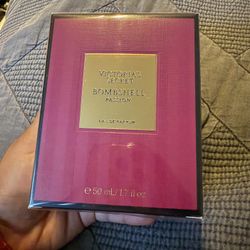 VICTORIA'S
SECRET
BOMBSHELL
PASSION
EAU DE PARFUM
℮ 50 mL/ 1.7 fl oz